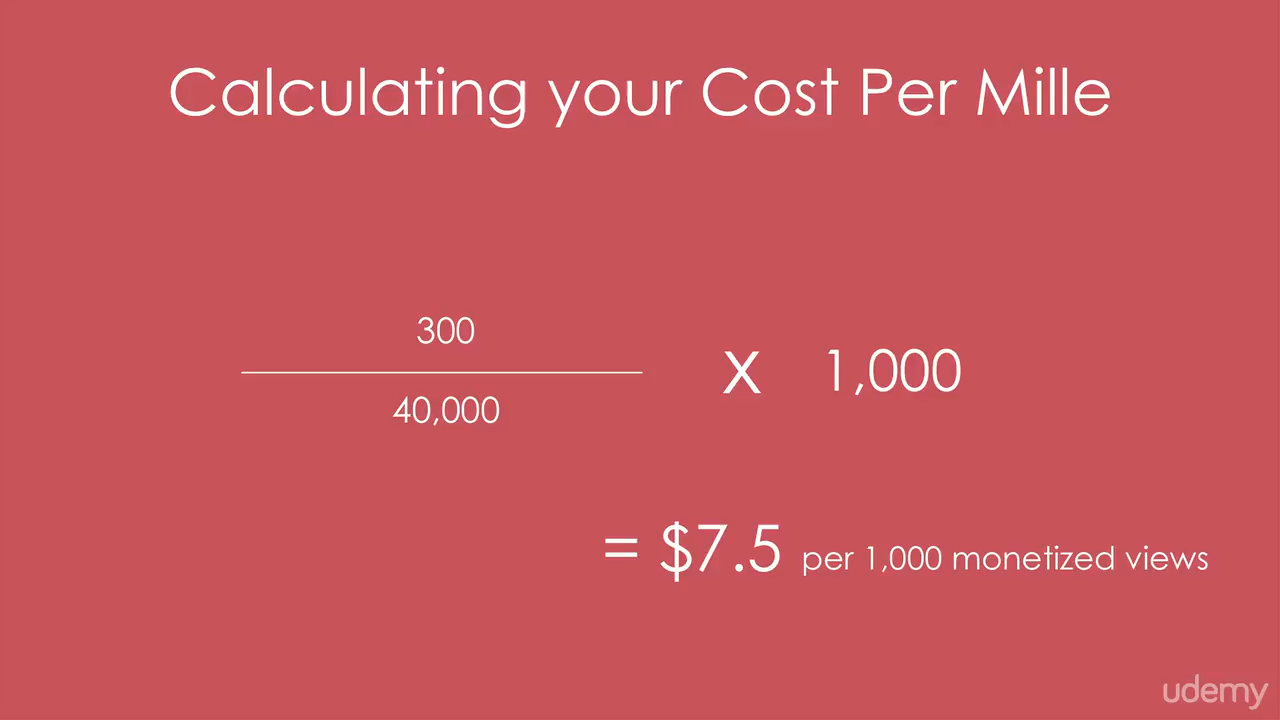 Calculating your Cost Per Mille
300
40,000
X 1,000
= $7.5 per 1,000 monetized views
udemy